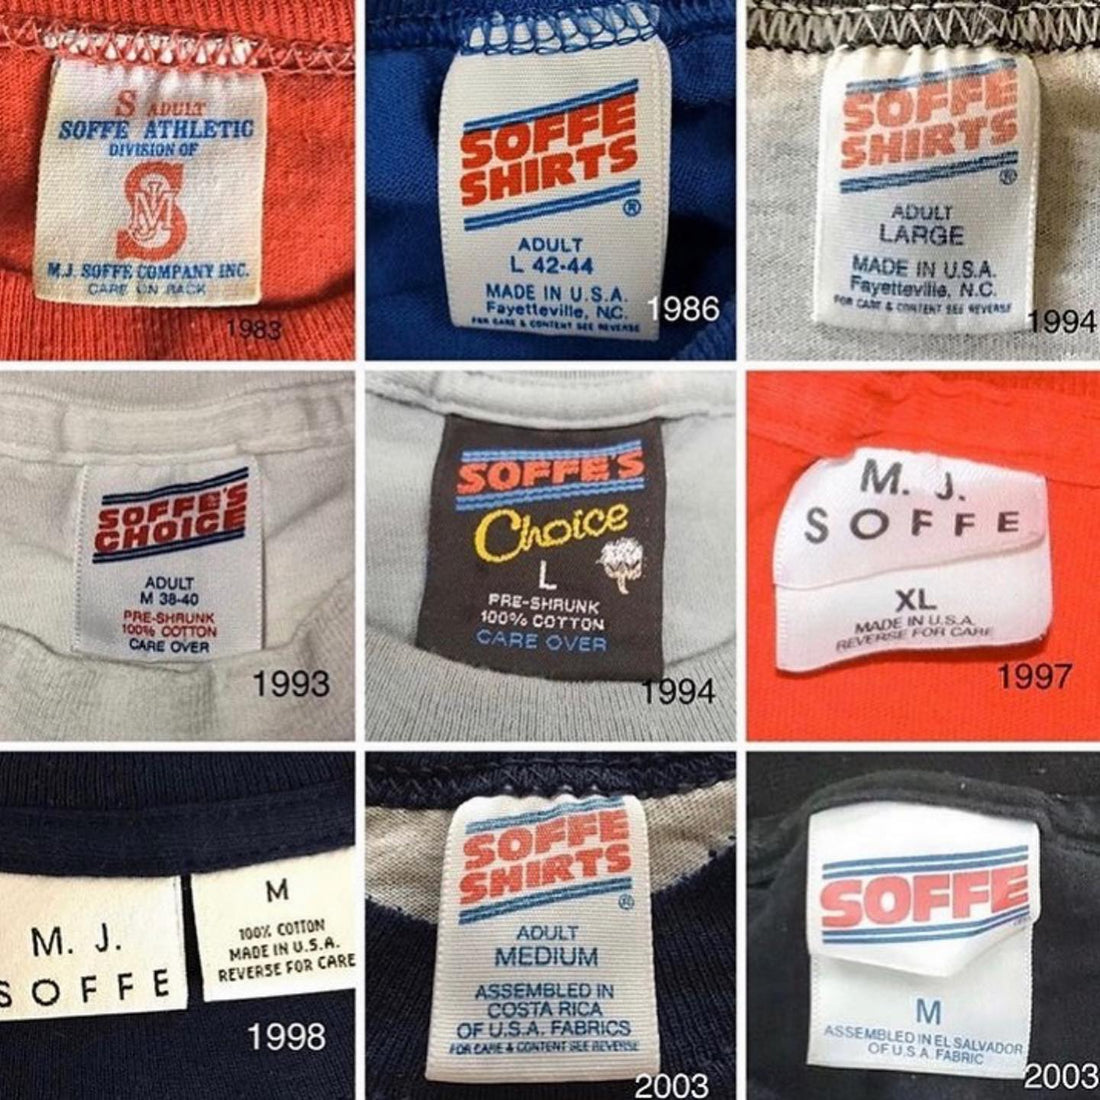 S ADULT
SOFFE ATHLETIC
DIVISION OF
S
M.J. SOFFE COMPANY INC.
CARE ON BACK
1983
SOFFE
SHIRTS
®
ADULT
L 42-44
MADE IN U.S.A.
Fayetteville, N.C.
FOR CARE & CONTENT SEE REVERSE
1986
SOFFE
SHIRTS
®
ADULT
LARGE
MADE IN U.S.A.
Fayetteville, N.C.
FOR CARE & CONTENT SEE REVERSE
1994
SOFFE'S
CHOICE
ADULT
M 38-40
PRE-SHRUNK
100% COTTON
CARE OVER
1993
SOFFE'S
Choice
L
PRE-SHRUNK
100% COTTON
CARE OVER
1994
M. J.
SOFFE
XL
MADE IN U.S.A.
REVERSE FOR CARE
1997
M. J.
SOFFE
M
100% COTTON
MADE IN U.S.A.
REVERSE FOR CARE
1998
SOFFE
SHIRTS
®
ADULT
MEDIUM
ASSEMBLED IN
COSTA RICA
OF U.S.A. FABRICS
FOR CARE & CONTENT SEE REVERSE
2003
SOFFE
M
ASSEMBLED IN EL SALVADOR
OF U.S.A. FABRIC
2003